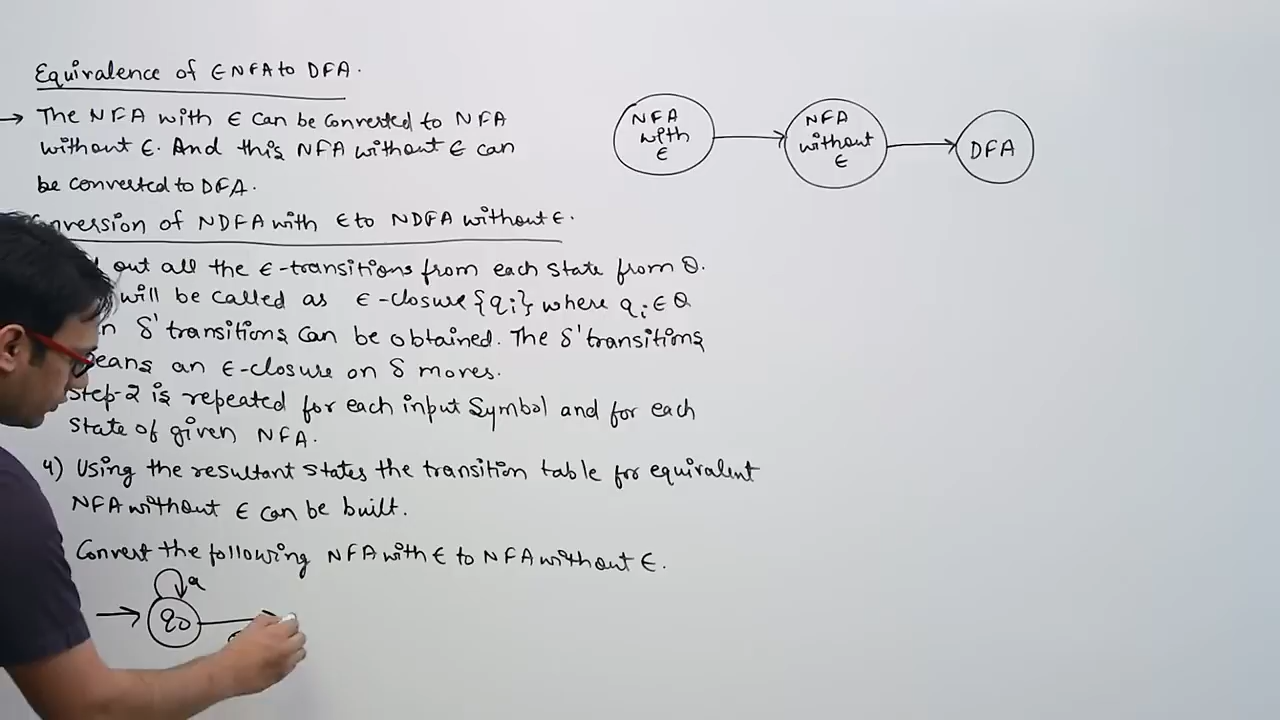 Equivalence of ϵNFA to DFA.
→ The NFA with ϵ can be converted to NFA
without ϵ. And this NFA without ϵ can
be converted to DFA.
NFA
with
ϵ
NFA
without
ϵ
DFA
of NDFA with ϵ to NDFA without ϵ.
out all the ϵ-transitions from each state from Q.
will be called as ϵ-closure {qi} where qi ∈ Q
δ' transitions can be obtained. The δ' transitions
an ϵ-closure on δ moves.
Step-2 is repeated for each input Symbol and for each
State of given NFA.
4) Using the resultant states the transition table for equivalent
NFA without ϵ can be built.
Convert the following NFA with ϵ to NFA without ϵ.
a
q0